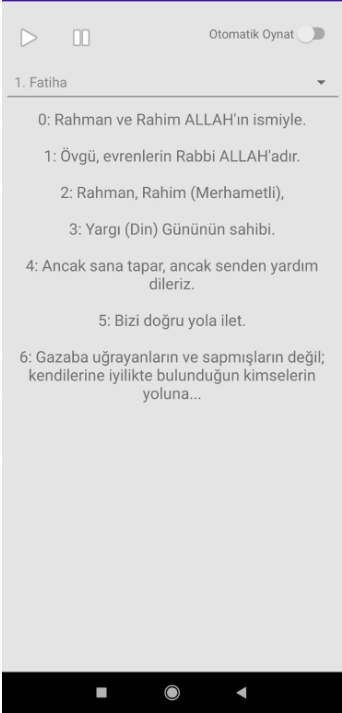 Otomatik Oynat
1. Fatiha
0: Rahman ve Rahim ALLAH'ın ismiyle.
1: Övgü, evrenlerin Rabbi ALLAH'adır.
2: Rahman, Rahim (Merhametli),
3: Yargı (Din) Gününün sahibi.
4: Ancak sana tapar, ancak senden yardım
dileriz.
5: Bizi doğru yola ilet.
6: Gazaba uğrayanların ve sapmışların değil;
kendilerine iyilikte bulunduğun kimselerin
yoluna...